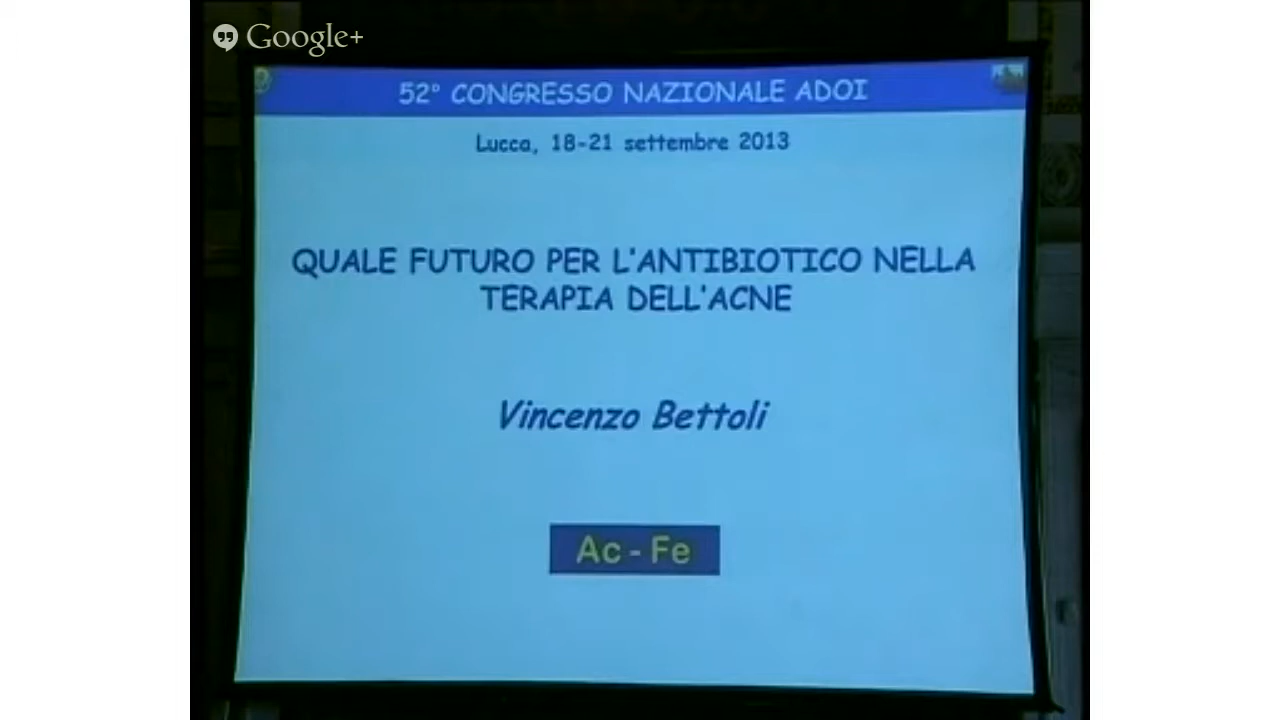 Google+
52° CONGRESSO NAZIONALE ADOI
Lucca, 18-21 settembre 2013
QUALE FUTURO PER L'ANTIBIOTICO NELLA
TERAPIA DELL'ACNE
Vincenzo Bettoli
Ac - Fe